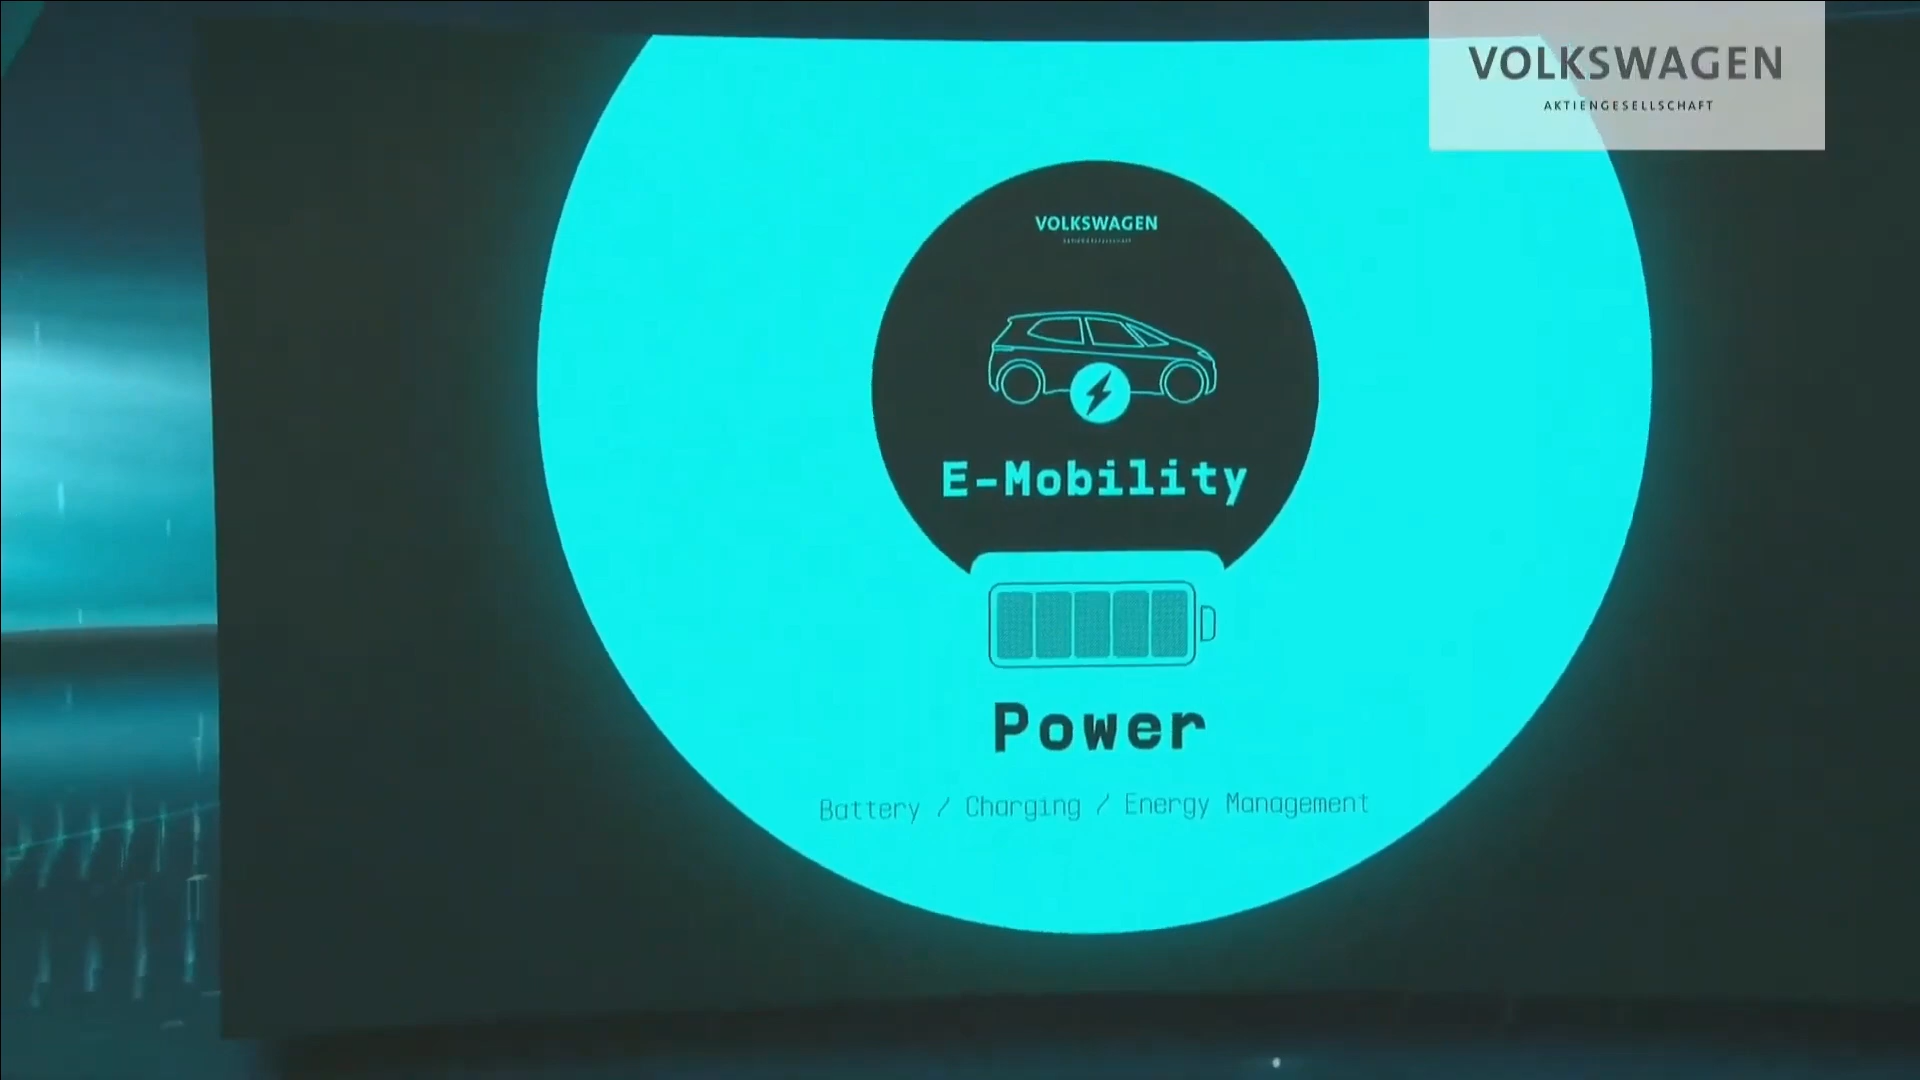 VOLKSWAGEN
AKTIENGESELLSCHAFT
VOLKSWAGEN
E-Mobility
Power
Battery / Charging / Energy Management